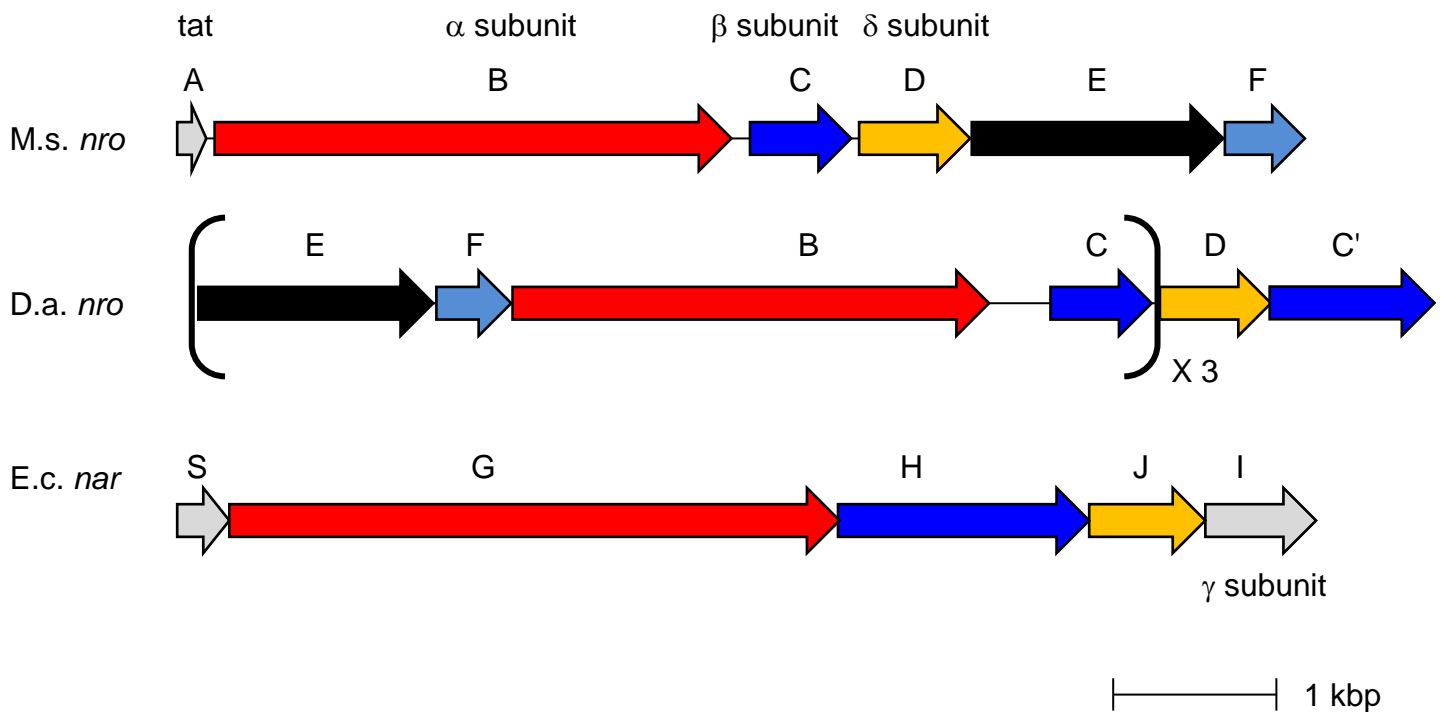 tat α subunit β subunit δ subunit
A B C D E F
M.s. nro
E F B C D C'
D.a. nro
X 3
S G H J I
E.c. nar
γ subunit
1 kbp